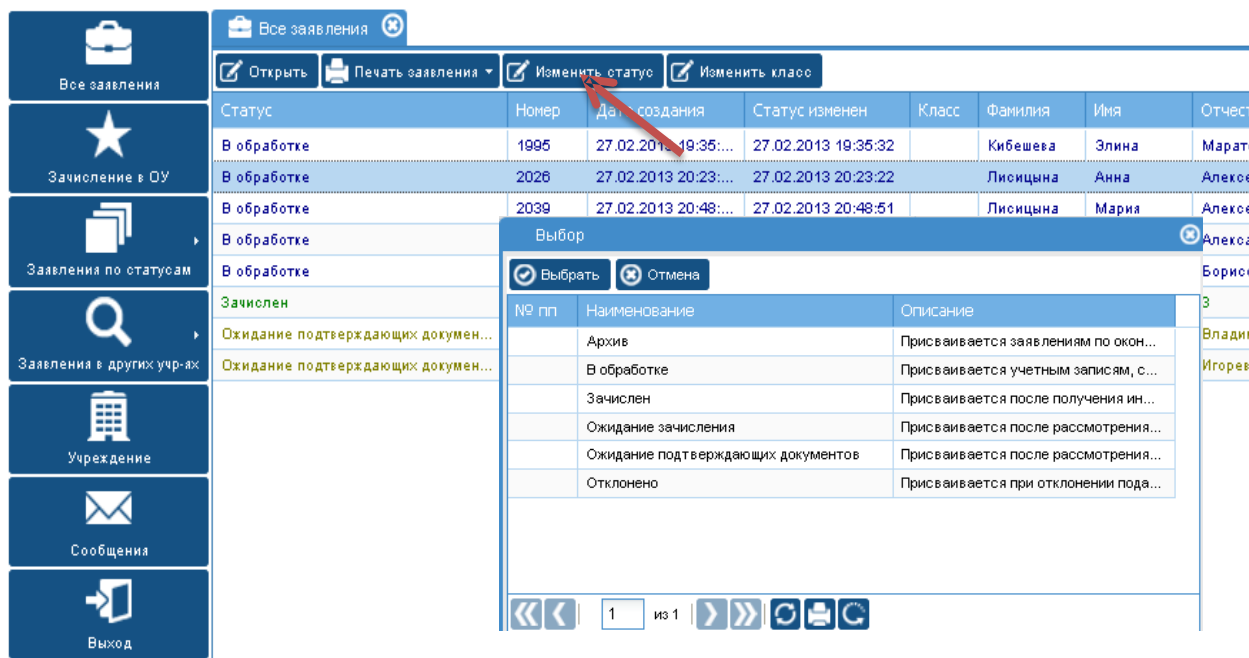 Все заявления
Зачисление в ОУ
Заявления по статусам
Заявления в других учр-ях
Учреждение
Сообщения
Выход
Все заявления
Открыть Печать заявления Изменить статус Изменить класс
Статус Номер Дата создания Статус изменен Класс Фамилия Имя Отчест
В обработке 1995 27.02.2013 19:35:... 27.02.2013 19:35:32 Кибешева Элина Марат
В обработке 2026 27.02.2013 20:23:... 27.02.2013 20:23:22 Лисицына Анна Алексе
В обработке 2039 27.02.2013 20:48:... 27.02.2013 20:48:51 Лисицына Мария Алексе
В обработке Алекса
В обработке Борисо
Зачислен 3
Ожидание подтверждающих докумен... Влади
Ожидание подтверждающих докумен... Игорев
Выбор
Выбрать Отмена
№ пп Наименование Описание
Архив Присваивается заявлениям по окон...
В обработке Присваивается учетным записям, с...
Зачислен Присваивается после получения ин...
Ожидание зачисления Присваивается после рассмотрения...
Ожидание подтверждающих документов Присваивается после рассмотрения...
Отклонено Присваивается при отклонении пода...
1 из 1